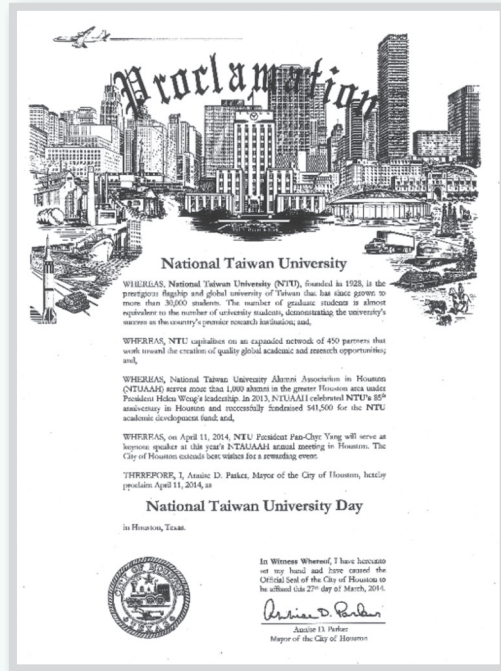 Proclamation
National Taiwan University
WHEREAS, National Taiwan University (NTU), founded in 1928, is the
prestigious flagship and global university of Taiwan that has since grown to
more than 30,000 students. The number of graduate students is almost
equivalent to the number of university students, demonstrating the university's
success as the country's premier research institution; and,
WHEREAS, NTU capitalizes on an expanded network of 450 partners that
work toward the creation of quality global academic and research opportunities;
and,
WHEREAS, National Taiwan University Alumni Association in Houston
(NTUAAH) serves more than 1,000 alumni in the greater Houston area under
President Helen Weng's leadership. In 2013, NTUAAH celebrated NTU's 85th
anniversary in Houston and successfully fundraised $41,500 for the NTU
academic development fund; and,
WHEREAS, on April 11, 2014, NTU President Pan-Chyr Yang will serve as
keynote speaker at this year's NTAUAAH annual meeting in Houston. The
City of Houston extends best wishes for a rewarding event.
THEREFORE, I, Annise D. Parker, Mayor of the City of Houston, hereby
proclaim April 11, 2014, as
National Taiwan University Day
in Houston, Texas.
In Witness Whereof, I have hereunto
set my hand and have caused the
Official Seal of the City of Houston to
be affixed this 27th day of March, 2014.
Annise D. Parker
Annise D. Parker
Mayor of the City of Houston